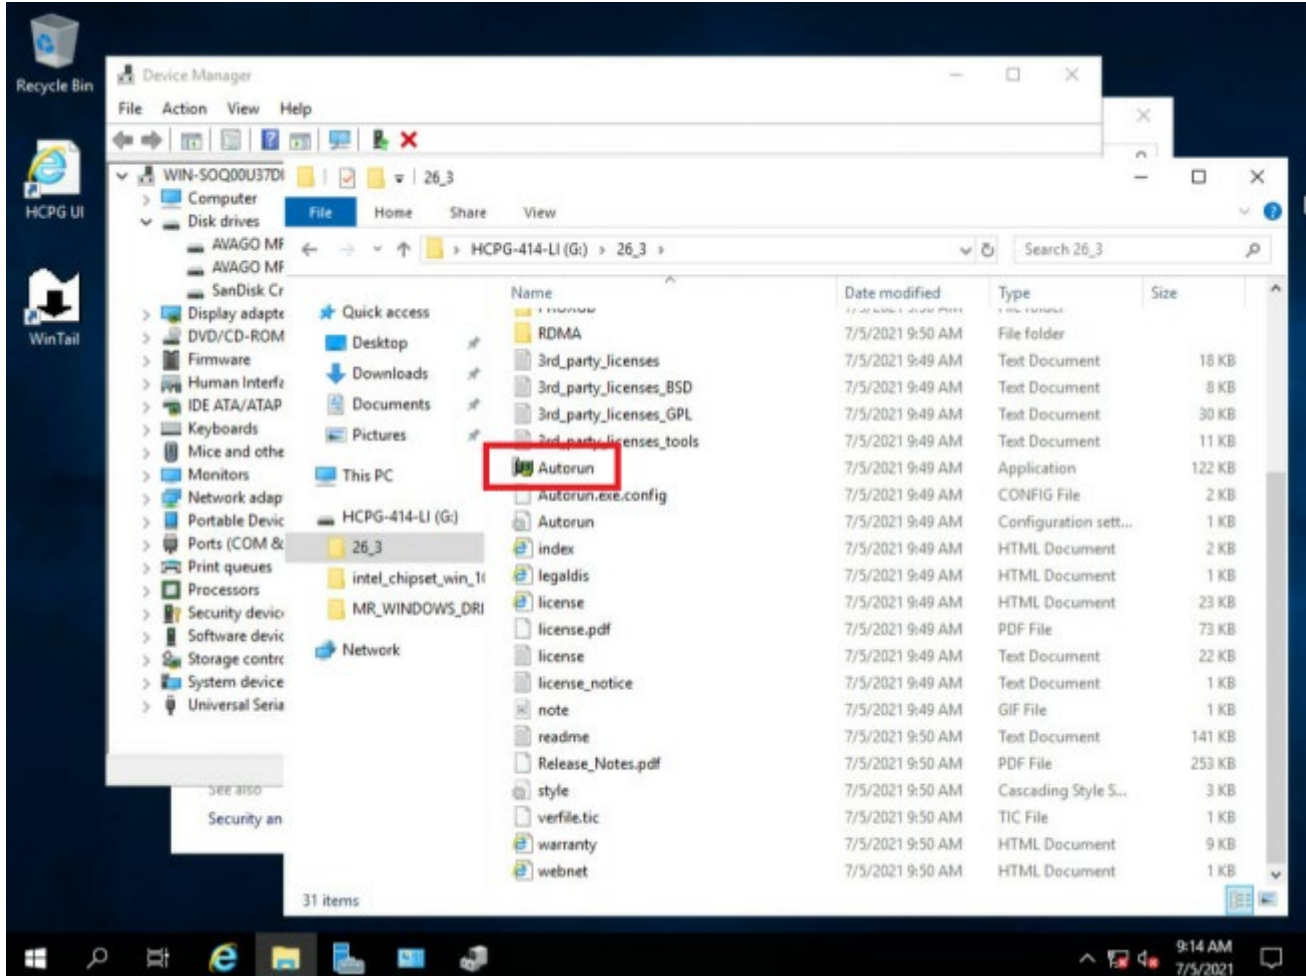 Recycle Bin
HCPG UI
WinTail
Device Manager
File Action View Help
WIN-SOQ00U37DI
Computer
Disk drives
AVAGO MF
AVAGO MF
SanDisk Cr
Display adapte
DVD/CD-ROM
Firmware
Human Interfa
IDE ATA/ATAP
Keyboards
Mice and othe
Monitors
Network adap
Portable Devic
Ports (COM &
Print queues
Processors
Security devic
Software devic
Storage contro
System device
Universal Seria
See also
Security an
26_3
File Home Share View
HCPG-414-LI (G:) > 26_3 >
Search 26_3
Quick access
Desktop
Downloads
Documents
Pictures
This PC
HCPG-414-LI (G:)
26_3
intel_chipset_win_1
MR_WINDOWS_DRI
Network
Name Date modified Type Size
RDMA 7/5/2021 9:50 AM File folder
3rd_party_licenses 7/5/2021 9:49 AM Text Document 18 KB
3rd_party_licenses_BSD 7/5/2021 9:49 AM Text Document 8 KB
3rd_party_licenses_GPL 7/5/2021 9:49 AM Text Document 30 KB
3rd_party_licenses_tools 7/5/2021 9:49 AM Text Document 11 KB
Autorun 7/5/2021 9:49 AM Application 122 KB
Autorun.exe.config 7/5/2021 9:49 AM CONFIG File 2 KB
Autorun 7/5/2021 9:49 AM Configuration sett... 1 KB
index 7/5/2021 9:49 AM HTML Document 2 KB
legaldis 7/5/2021 9:49 AM HTML Document 1 KB
license 7/5/2021 9:49 AM HTML Document 23 KB
license.pdf 7/5/2021 9:49 AM PDF File 73 KB
license 7/5/2021 9:49 AM Text Document 22 KB
license_notice 7/5/2021 9:49 AM Text Document 1 KB
note 7/5/2021 9:49 AM GIF File 1 KB
readme 7/5/2021 9:50 AM Text Document 141 KB
Release_Notes.pdf 7/5/2021 9:50 AM PDF File 253 KB
style 7/5/2021 9:50 AM Cascading Style S... 3 KB
verfile.tic 7/5/2021 9:50 AM TIC File 1 KB
warranty 7/5/2021 9:50 AM HTML Document 9 KB
webnet 7/5/2021 9:50 AM HTML Document 1 KB
31 items
9:14 AM
7/5/2021